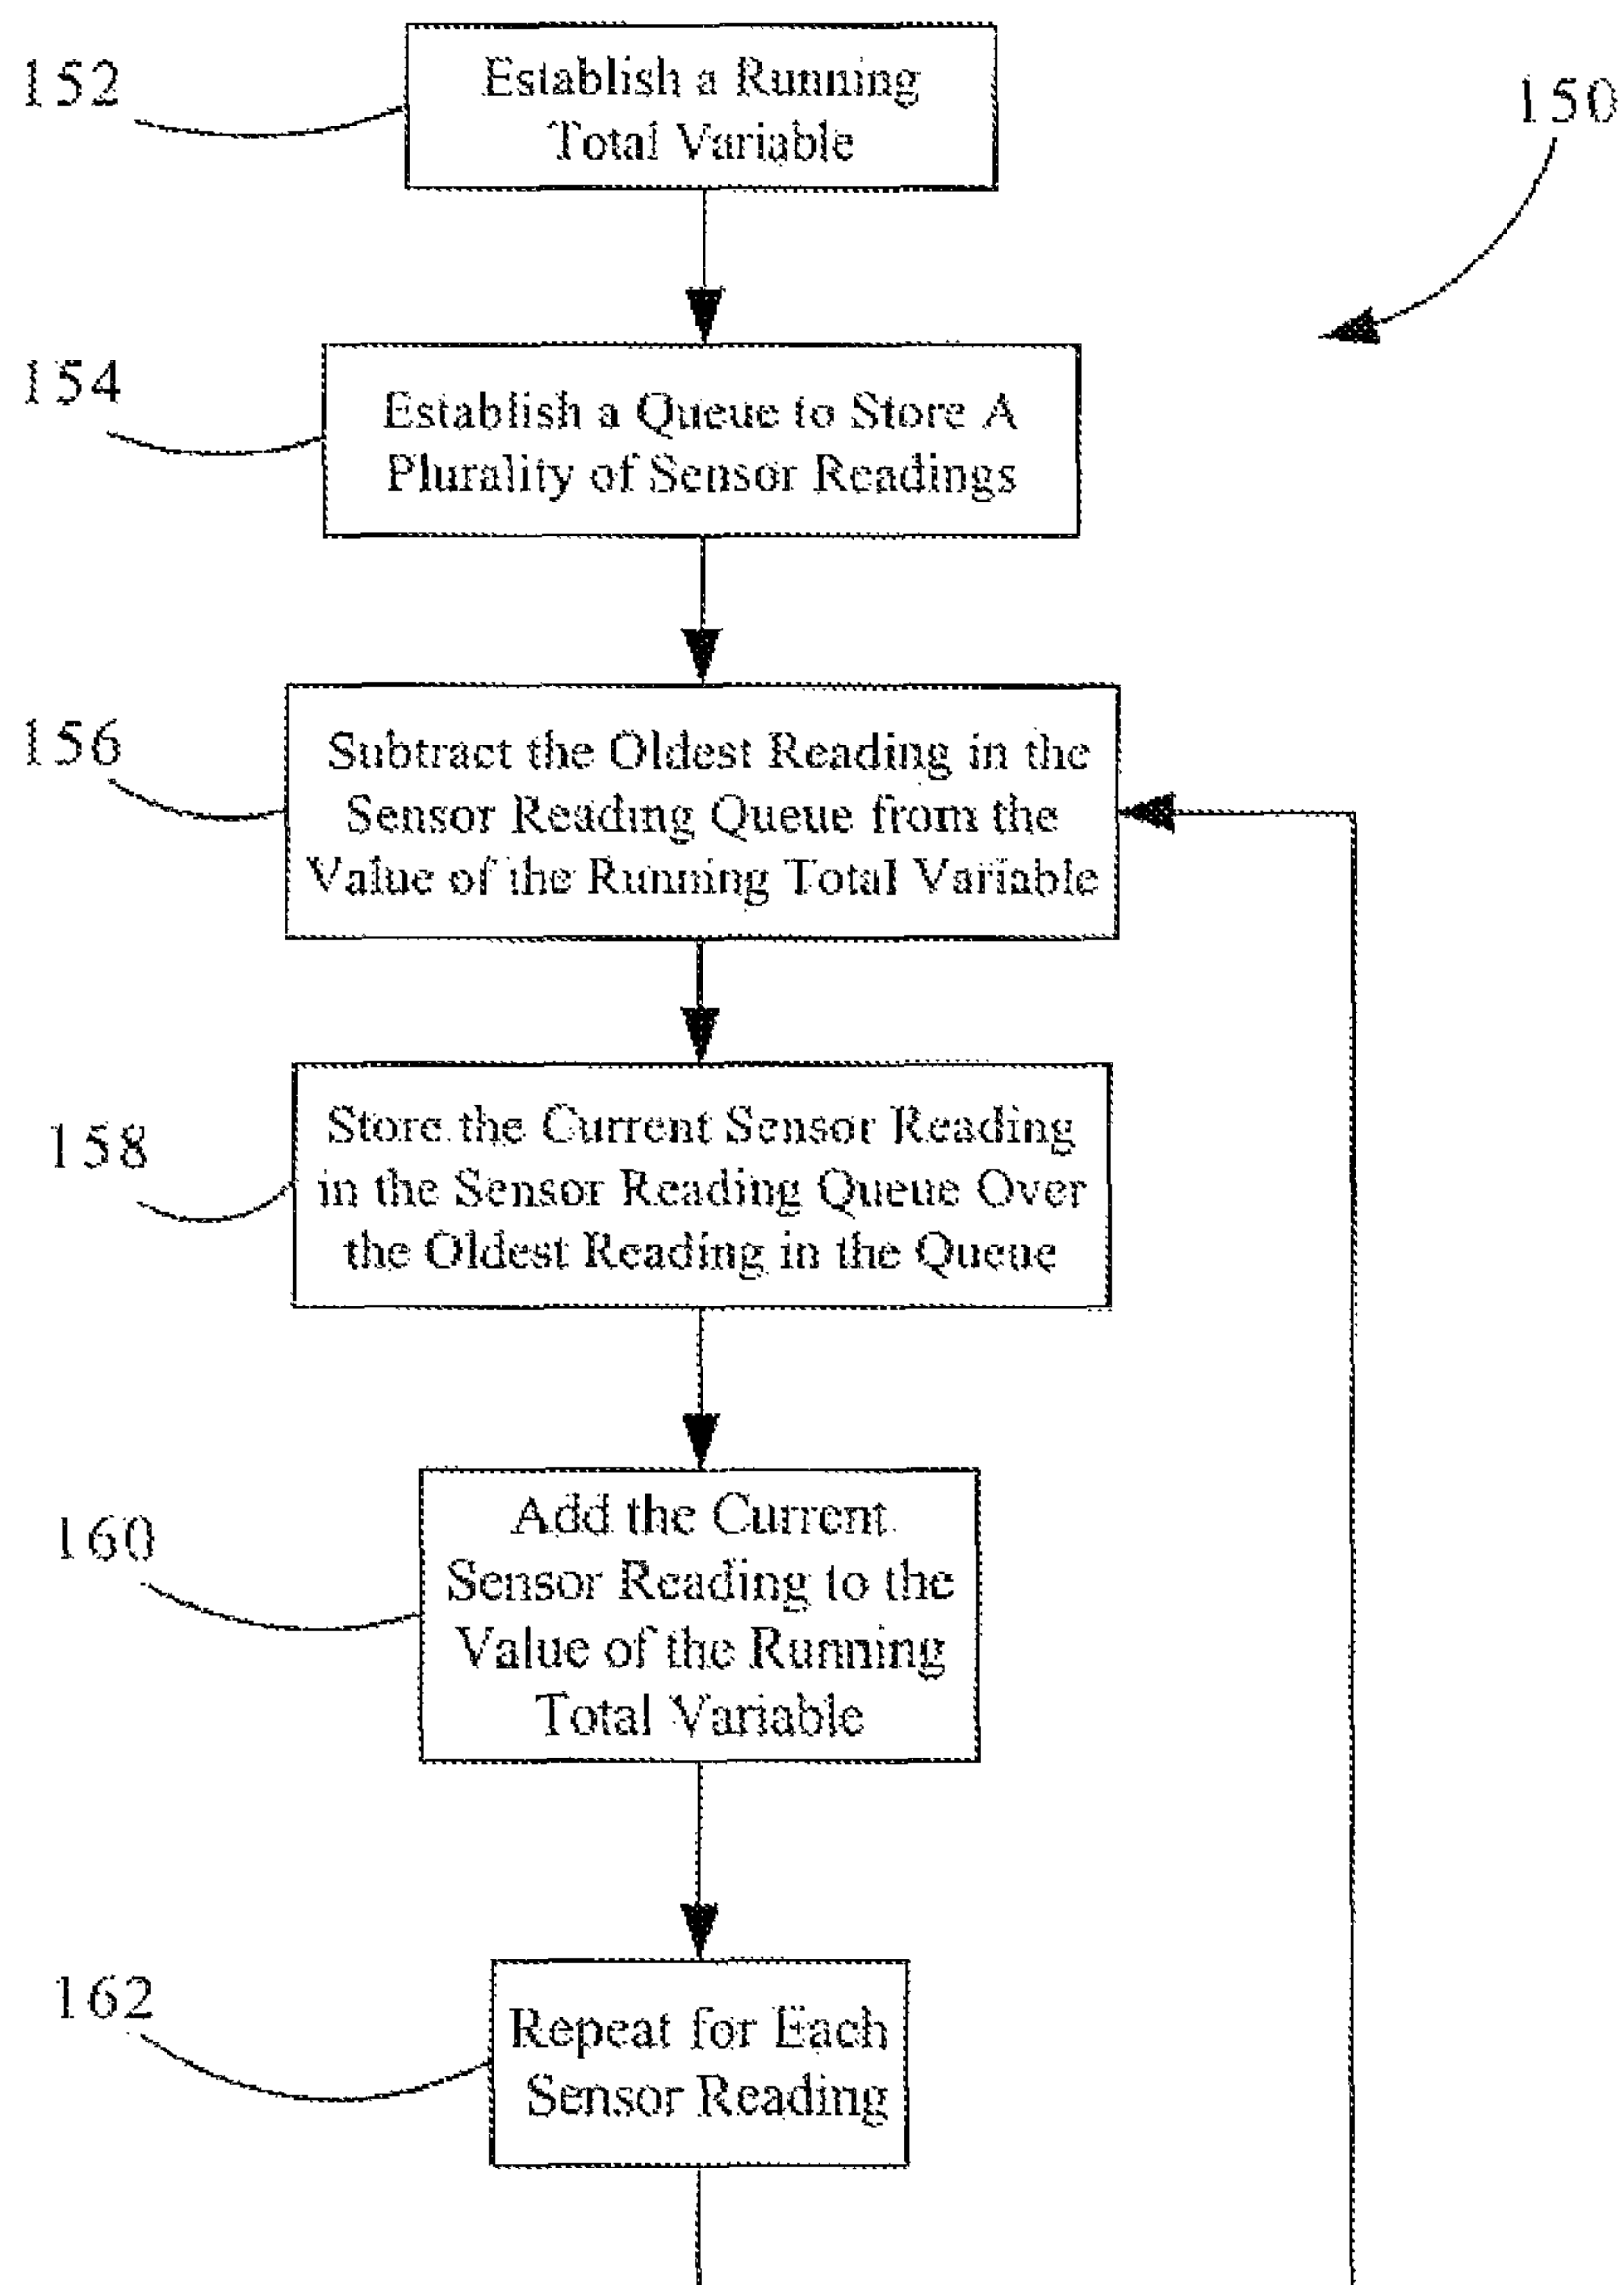 152
Establish a Running
Total Variable
150
154
Establish a Queue to Store A
Plurality of Sensor Readings
156
Subtract the Oldest Reading in the
Sensor Reading Queue from the
Value of the Running Total Variable
158
Store the Current Sensor Reading
in the Sensor Reading Queue Over
the Oldest Reading in the Queue
160
Add the Current
Sensor Reading to the
Value of the Running
Total Variable
162
Repeat for Each
Sensor Reading